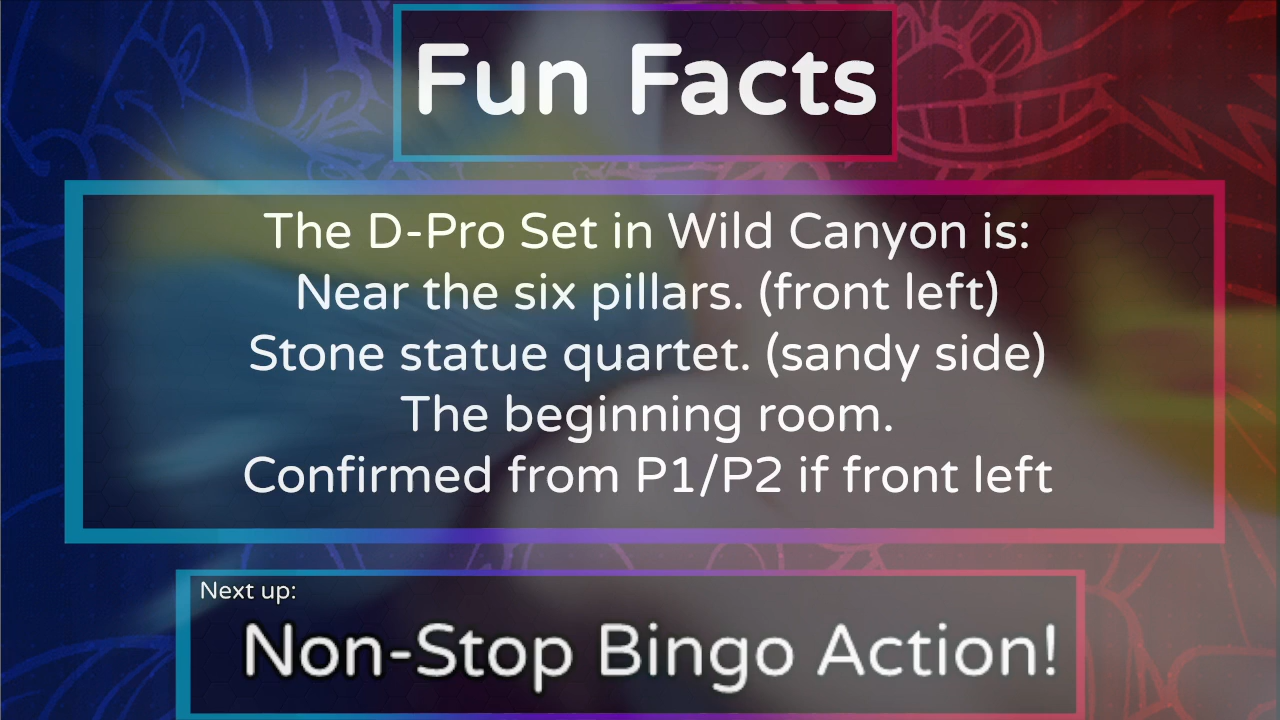 Fun Facts
The D-Pro Set in Wild Canyon is:
Near the six pillars. (front left)
Stone statue quartet. (sandy side)
The beginning room.
Confirmed from P1/P2 if front left
Next up:
Non-Stop Bingo Action!